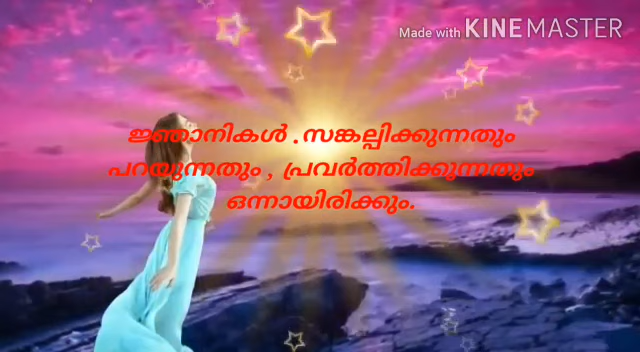 Made with KINEMASTER
ജ്ഞാനികൾ . സങ്കല്പിക്കുന്നതും
പറയുന്നതും , പ്രവർത്തിക്കുന്നതും
ഒന്നായിരിക്കും.